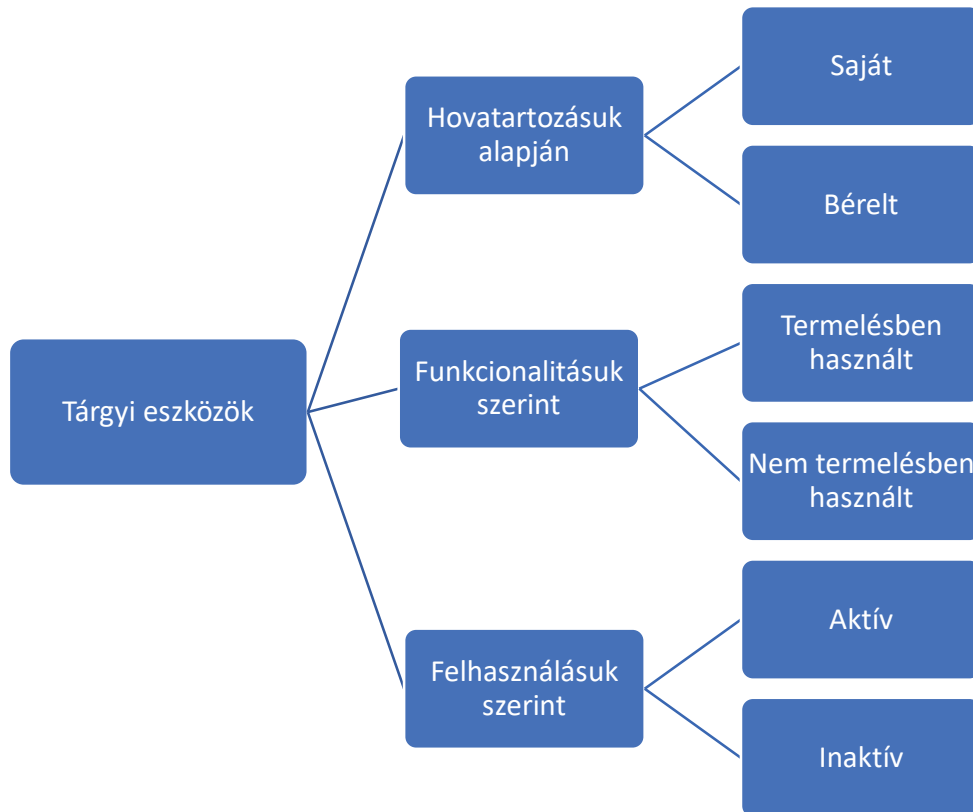 Tárgyi eszközök
Hovatartozásuk
alapján
Saját
Bérelt
Funkcionalitásuk
szerint
Termelésben
használt
Nem termelésben
használt
Felhasználásuk
szerint
Aktív
Inaktív